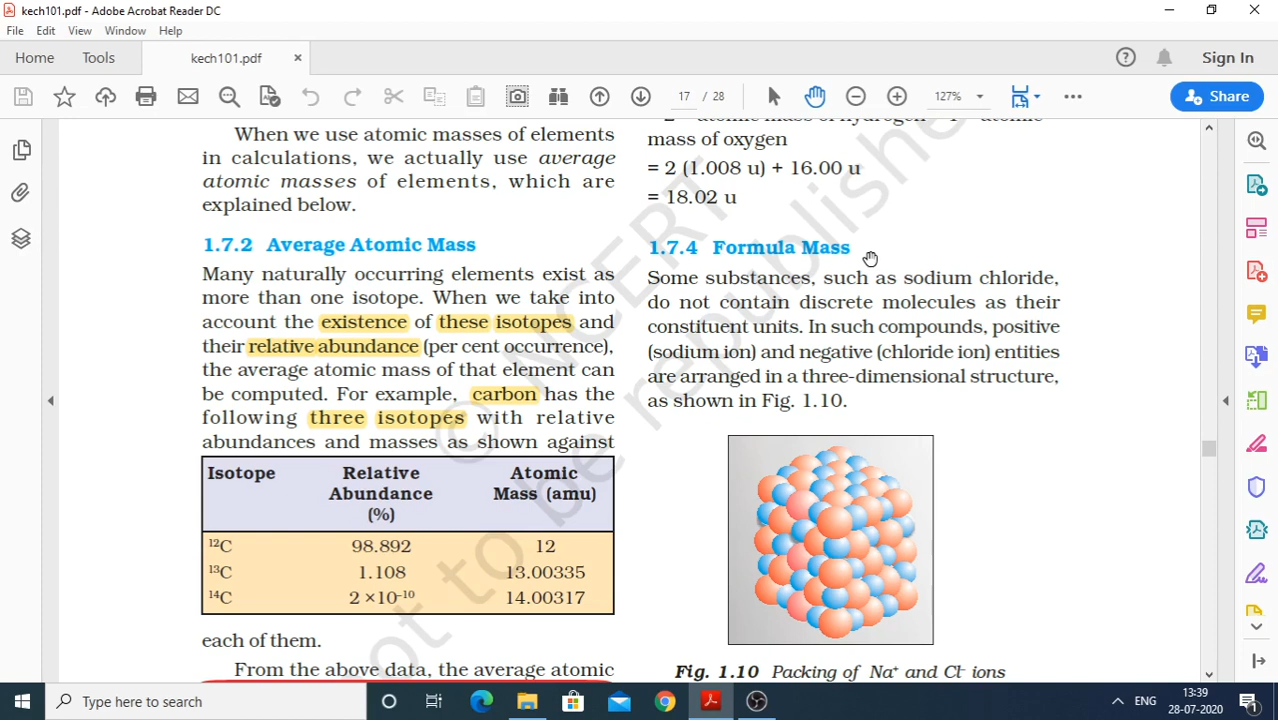 kech101.pdf - Adobe Acrobat Reader DC
File Edit View Window Help
Home Tools kech101.pdf × Sign In
17 / 28 127% Share
When we use atomic masses of elements
in calculations, we actually use average
atomic masses of elements, which are
explained below.
1.7.2 Average Atomic Mass
Many naturally occurring elements exist as
more than one isotope. When we take into
account the existence of these isotopes and
their relative abundance (per cent occurrence),
the average atomic mass of that element can
be computed. For example, carbon has the
following three isotopes with relative
abundances and masses as shown against
Isotope Relative Abundance (%) Atomic Mass (amu)
¹²C 98.892 12
¹³C 1.108 13.00335
¹⁴C 2 ×10⁻¹⁰ 14.00317
each of them.
From the above data, the average atomic
mass of oxygen
= 2 (1.008 u) + 16.00 u
= 18.02 u
1.7.4 Formula Mass
Some substances, such as sodium chloride,
do not contain discrete molecules as their
constituent units. In such compounds, positive
(sodium ion) and negative (chloride ion) entities
are arranged in a three-dimensional structure,
as shown in Fig. 1.10.
Fig. 1.10 Packing of Na⁺ and Cl⁻ ions
© NCERT
not to be republished
Type here to search
ENG
13:39
28-07-2020
1